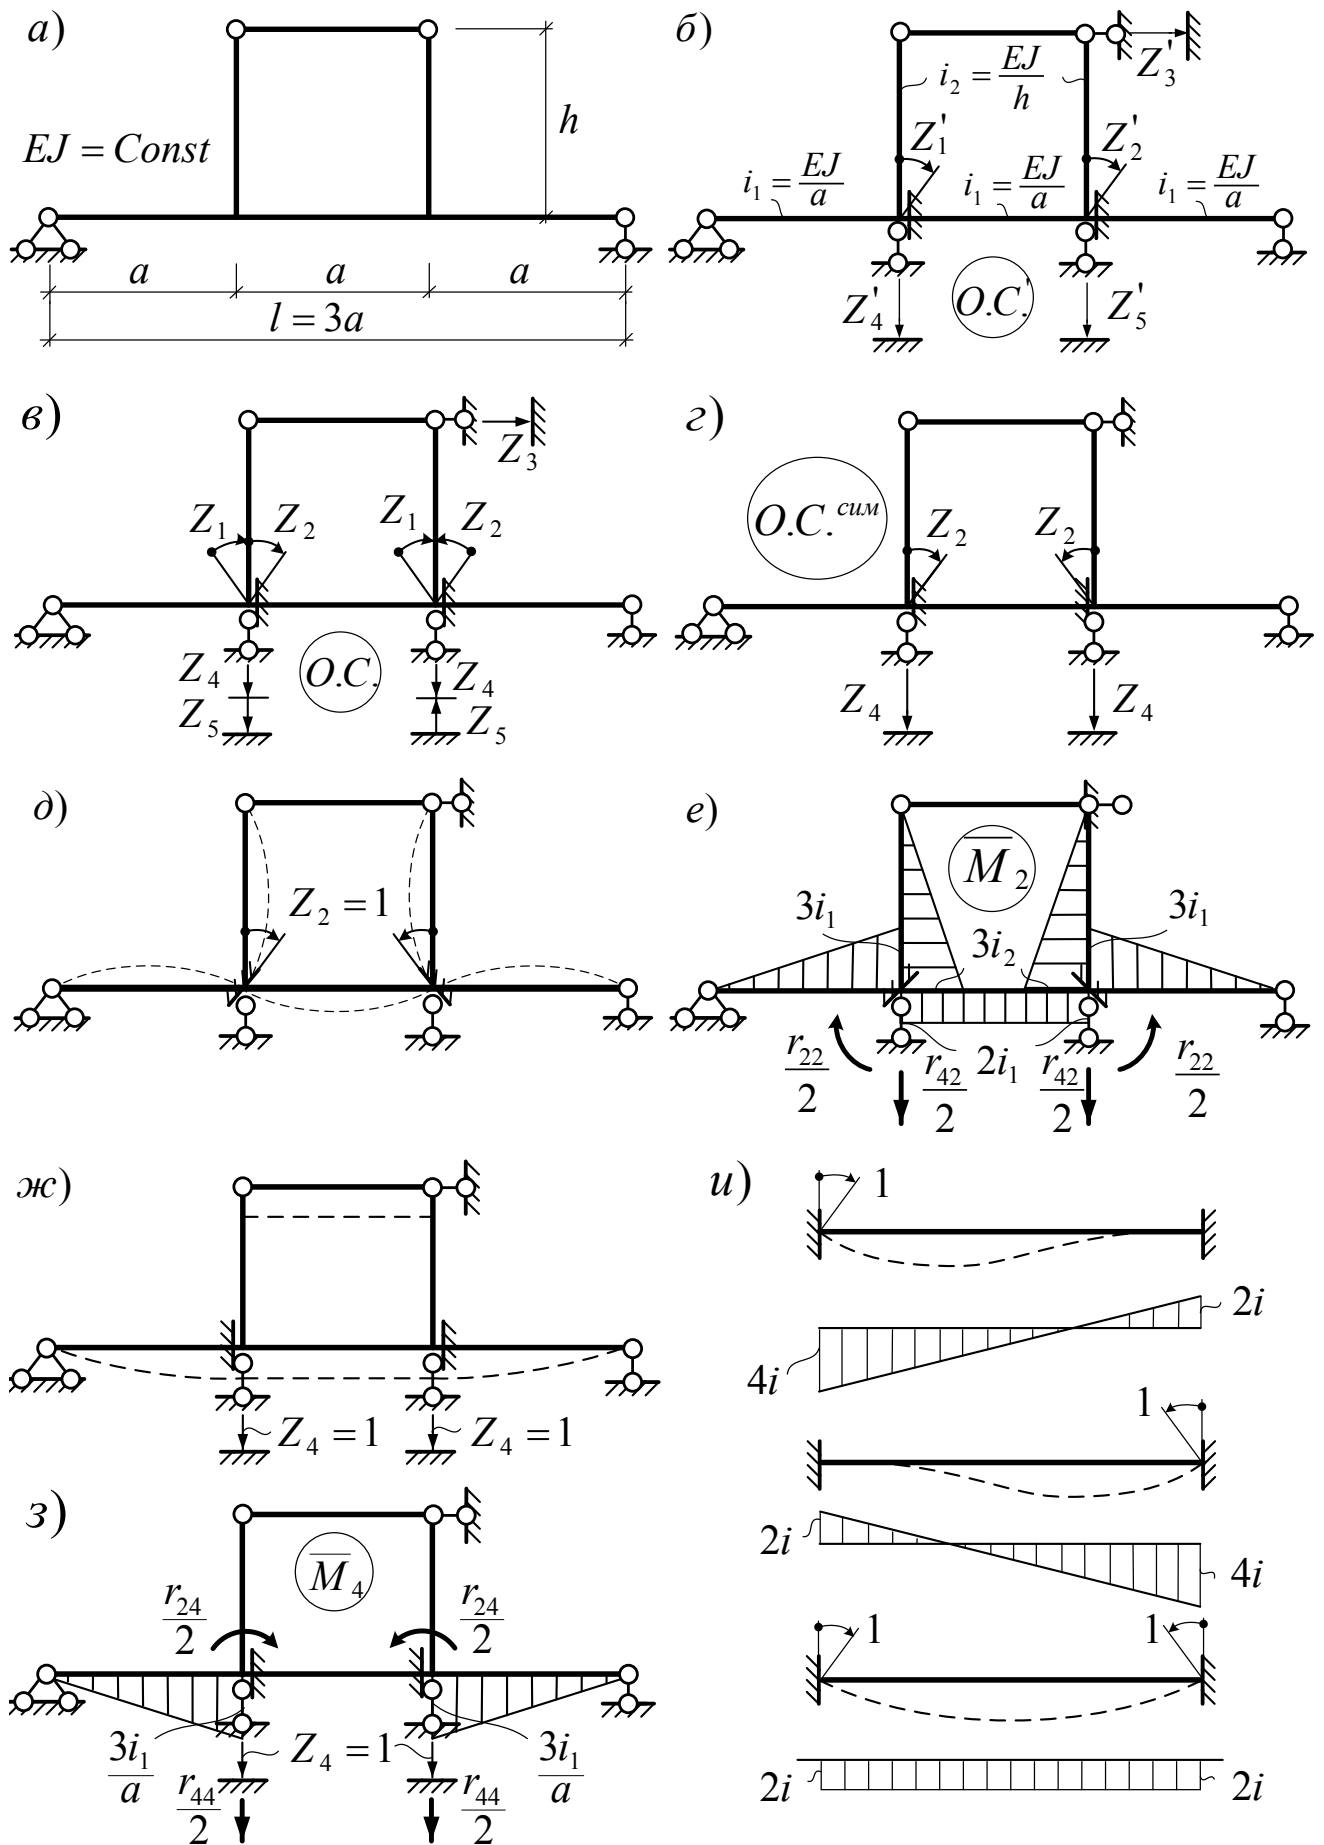 а)
EJ = Const
h
a a a
l = 3a
б)
i₂ = EJ/h
Z₃'
Z₁' Z₂'
i₁ = EJ/a i₁ = EJ/a i₁ = EJ/a
Z₄' О.С.' Z₅'
в)
Z₃
Z₁ Z₂ Z₁ Z₂
Z₄ О.С. Z₄
Z₅ Z₅
г)
О.С.сим
Z₂ Z₂
Z₄ Z₄
д)
Z₂ = 1
е)
M̅₂
3i₁ 3i₂ 3i₁
r₂₂/2 r₄₂/2 2i₁ r₄₂/2 r₂₂/2
ж)
Z₄ = 1 Z₄ = 1
з)
M̅₄
r₂₄/2 r₂₄/2
3i₁/a Z₄ = 1 3i₁/a
r₄₄/2 r₄₄/2
и)
1
2i
4i
1
2i
4i
1 1
2i 2i